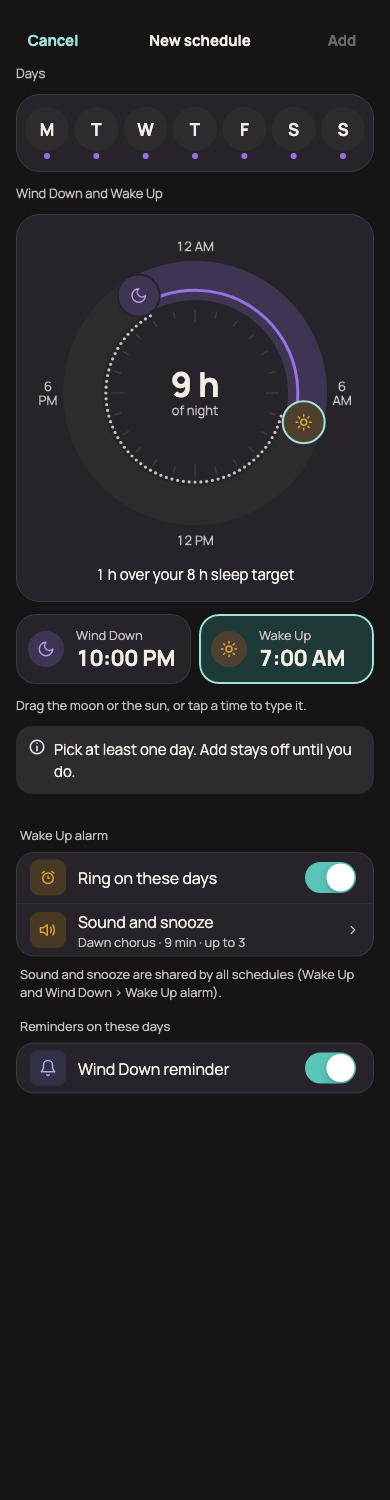 Cancel
New schedule
Add
Days
M T W T F S S
Wind Down and Wake Up
12 AM
6 PM
6 AM
9 h
of night
12 PM
1 h over your 8 h sleep target
Wind Down
10:00 PM
Wake Up
7:00 AM
Drag the moon or the sun, or tap a time to type it.
Pick at least one day. Add stays off until you
do.
Wake Up alarm
Ring on these days
Sound and snooze
Dawn chorus · 9 min · up to 3
Sound and snooze are shared by all schedules (Wake Up
and Wind Down › Wake Up alarm).
Reminders on these days
Wind Down reminder